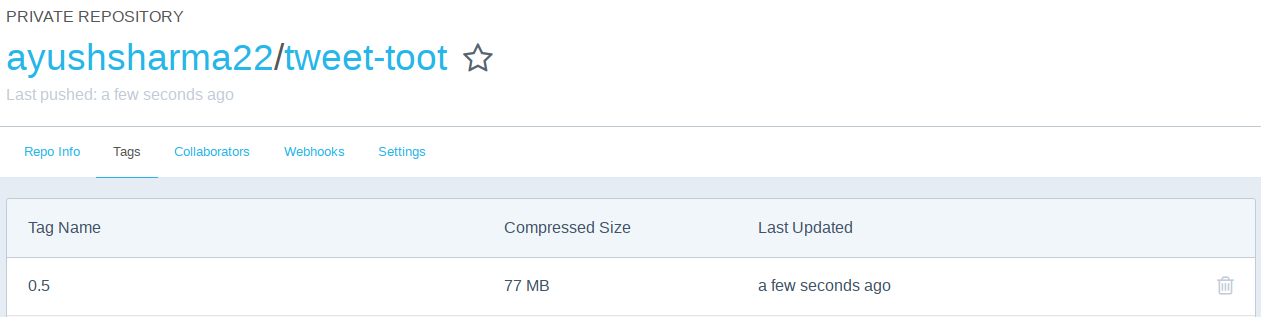 PRIVATE REPOSITORY
ayushsharma22/tweet-toot
Last pushed: a few seconds ago
Repo Info Tags Collaborators Webhooks Settings
Tag Name Compressed Size Last Updated
0.5 77 MB a few seconds ago